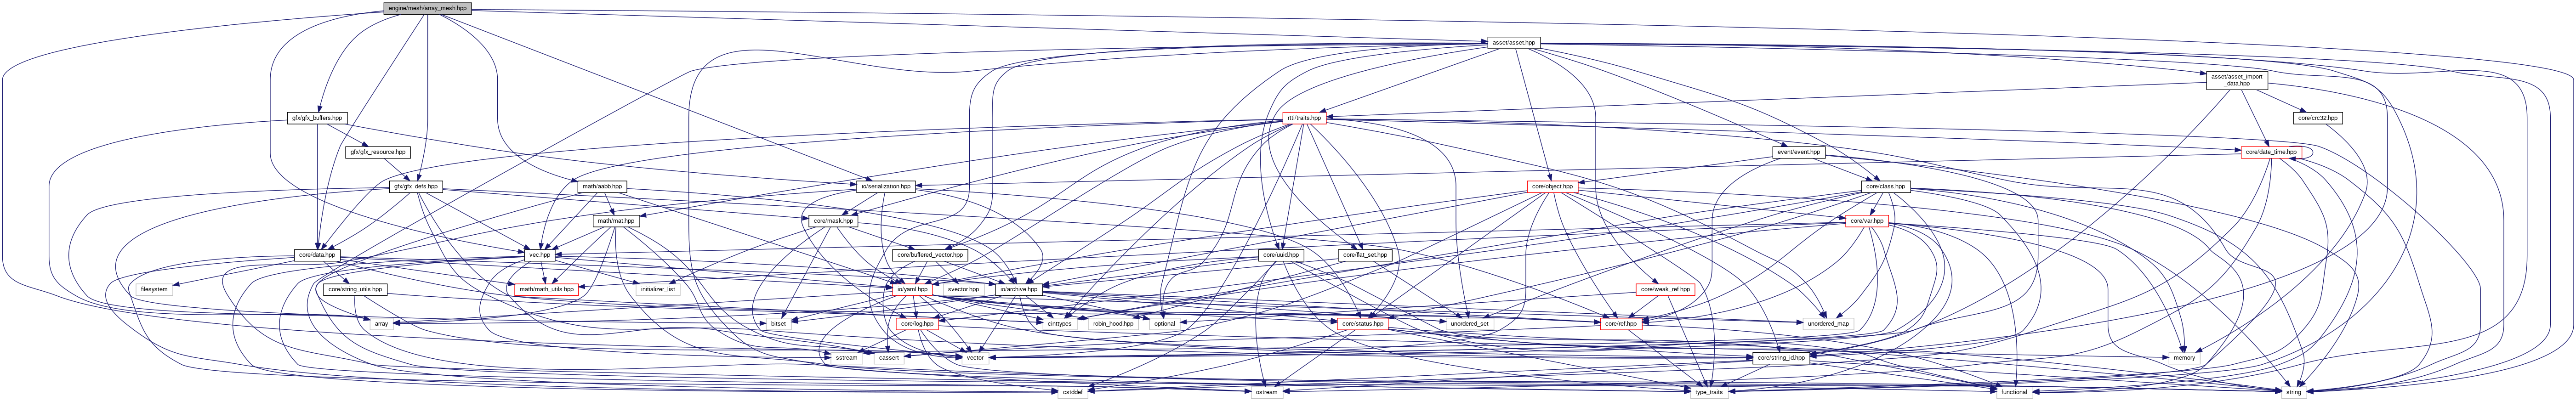 engine/mesh/array_mesh.hpp
asset/asset.hpp
asset/asset_import
_data.hpp
gfx/gfx_buffers.hpp
rtti/traits.hpp
core/crc32.hpp
gfx/gfx_resource.hpp
event/event.hpp
core/date_time.hpp
gfx/gfx_defs.hpp
math/aabb.hpp
io/serialization.hpp
core/object.hpp
core/class.hpp
math/mat.hpp
core/mask.hpp
core/var.hpp
core/data.hpp
vec.hpp
core/buffered_vector.hpp
core/uuid.hpp
core/flat_set.hpp
filesystem
core/string_utils.hpp
math/math_utils.hpp
initializer_list
io/yaml.hpp
svector.hpp
io/archive.hpp
core/weak_ref.hpp
array
bitset
core/log.hpp
cinttypes
robin_hood.hpp
optional
core/status.hpp
unordered_set
core/ref.hpp
unordered_map
sstream
cassert
vector
core/string_id.hpp
memory
cstddef
ostream
type_traits
functional
string